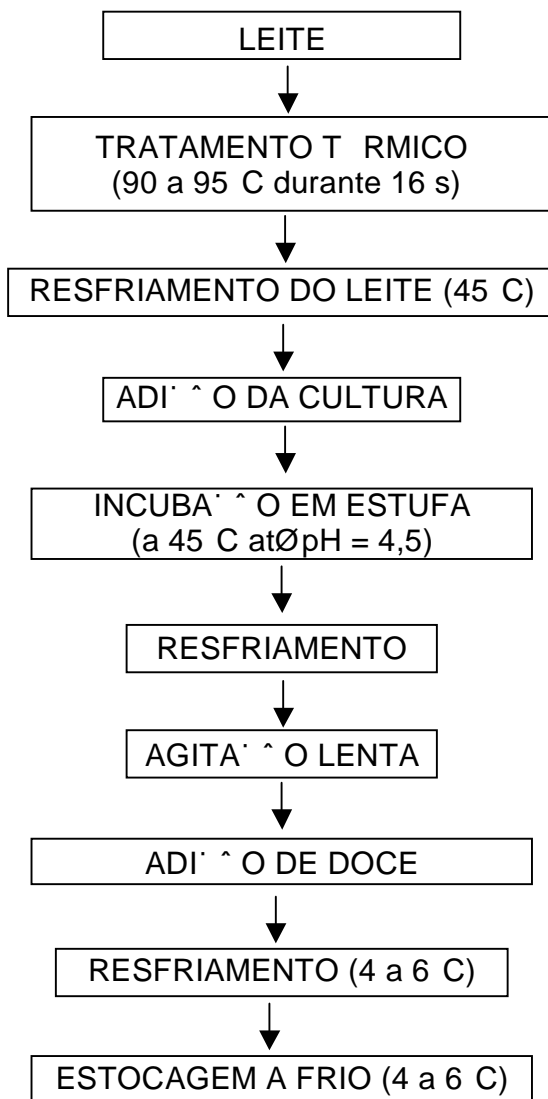 LEITE
TRATAMENTO T RMICO
(90 a 95 C durante 16 s)
RESFRIAMENTO DO LEITE (45 C)
ADI˙ ˆ O DA CULTURA
INCUBA˙ ˆ O EM ESTUFA
(a 45 C atØpH = 4,5)
RESFRIAMENTO
AGITA˙ ˆ O LENTA
ADI˙ ˆ O DE DOCE
RESFRIAMENTO (4 a 6 C)
ESTOCAGEM A FRIO (4 a 6 C)